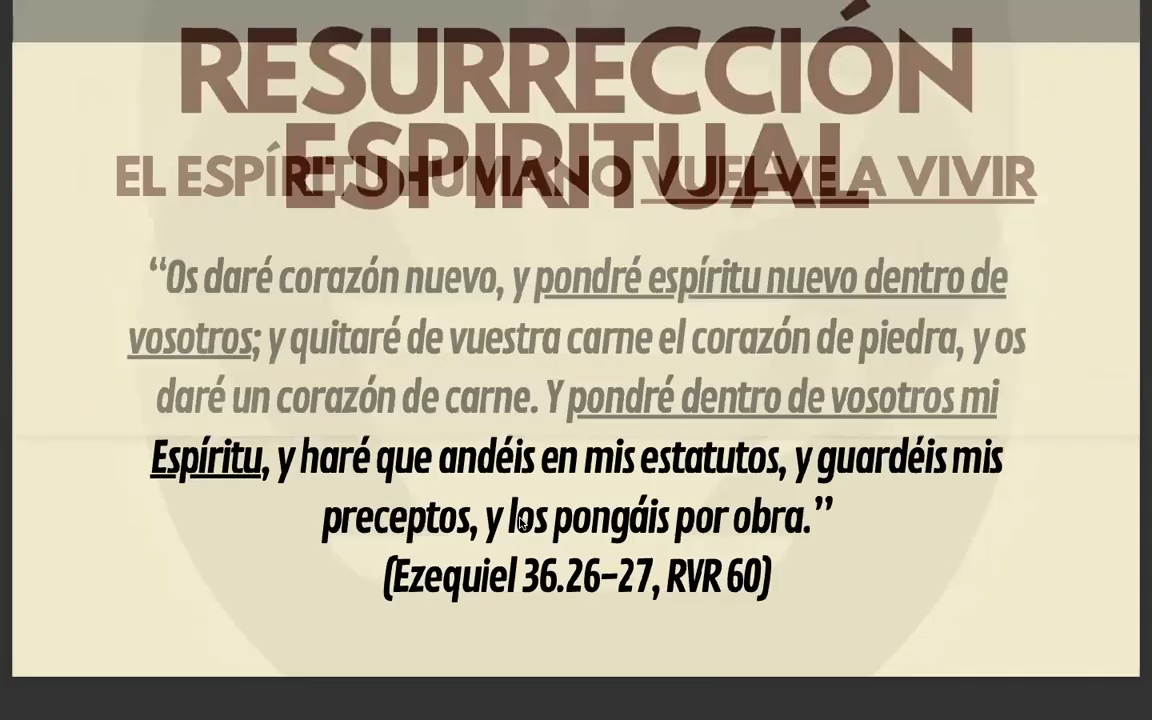 RESURRECCIÓN
ESPIRITUAL
EL ESPÍRITU HUMANO VUELVE A VIVIR
“Os daré corazón nuevo, y pondré espíritu nuevo dentro de
vosotros; y quitaré de vuestra carne el corazón de piedra, y os
daré un corazón de carne. Y pondré dentro de vosotros mi
Espíritu, y haré que andéis en mis estatutos, y guardéis mis
preceptos, y los pongáis por obra.”
(Ezequiel 36.26–27, RVR 60)